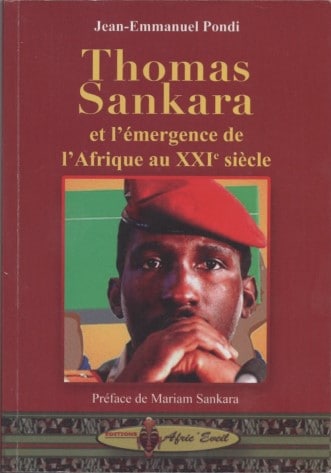 Jean-Emmanuel Pondi
Thomas
Sankara
et l'émergence de
l'Afrique au XXIe siècle
Préface de Mariam Sankara
EDITIONS Afric'Eveil